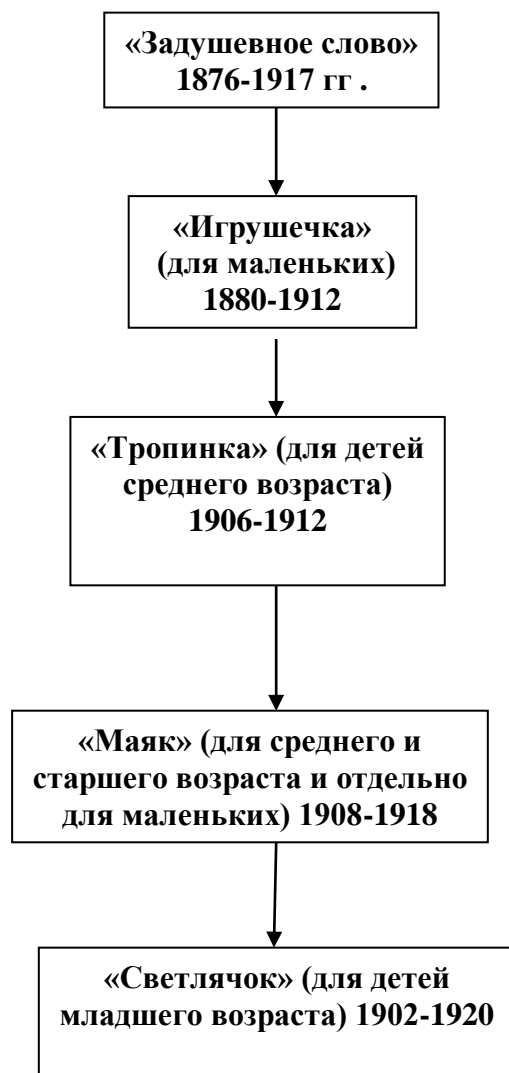 «Задушевное слово»
1876-1917 гг .
«Игрушечка»
(для маленьких)
1880-1912
«Тропинка» (для детей
среднего возраста)
1906-1912
«Маяк» (для среднего и
старшего возраста и отдельно
для маленьких) 1908-1918
«Светлячок» (для детей
младшего возраста) 1902-1920